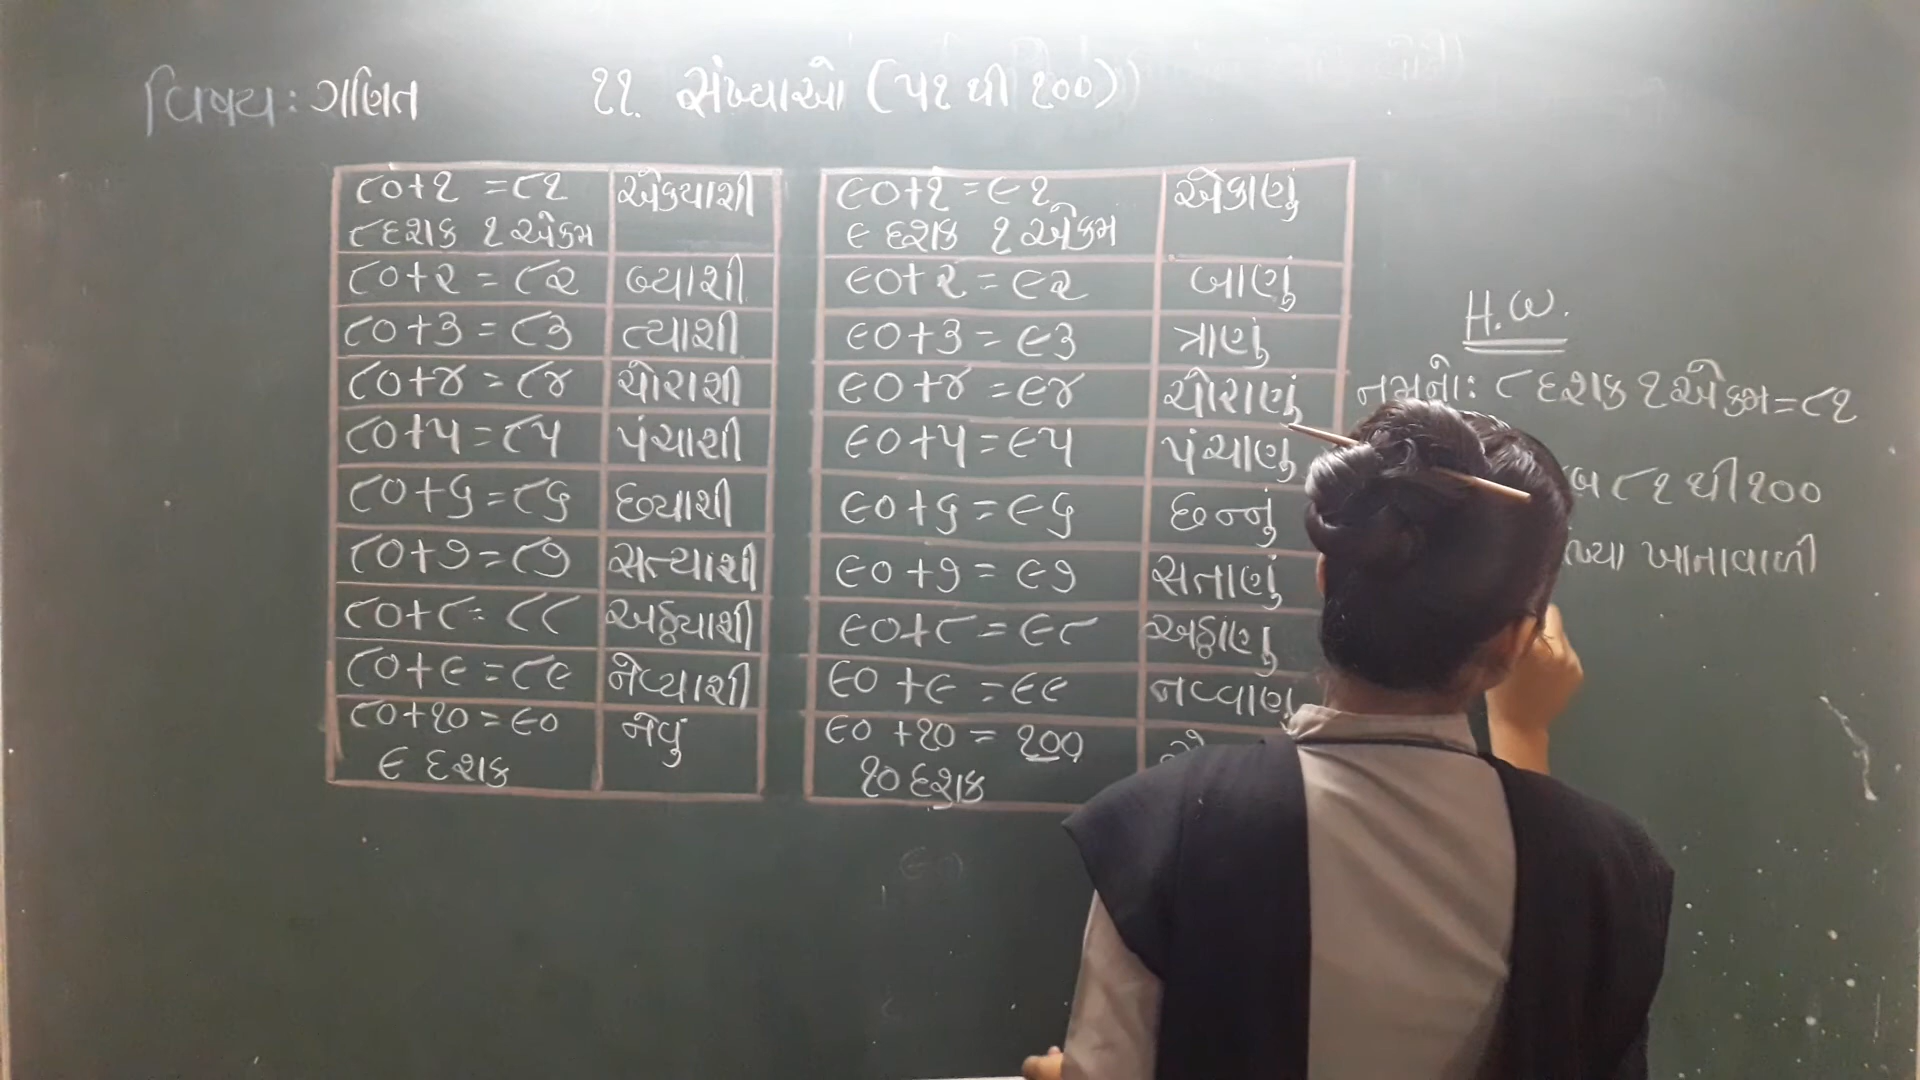 વિષય: ગણિત
૧૧. સંખ્યાઓ (૫૧ થી ૧૦૦)
૮૦+૧ =૮૧ એક્યાશી
૮ દશક ૧ એકમ
૮૦+૨ = ૮૨ બ્યાશી
૮૦+૩ = ૮૩ ત્યાશી
૮૦+૪ = ૮૪ ચોરાશી
૮૦+૫ = ૮૫ પંચાશી
૮૦+૬ = ૮૬ છયાશી
૮૦+૭ = ૮૭ સત્યાશી
૮૦+૮ = ૮૮ અઠ્ઠયાશી
૮૦+૯ = ૮૯ નેવ્યાશી
૮૦+૧૦ = ૯૦ નેવું
૯ દશક
૯૦+૧ = ૯૧ એકાણું
૯ દશક ૧ એકમ
૯૦+૨ = ૯૨ બાણું
૯૦+૩ = ૯૩ ત્રાણું
૯૦+૪ = ૯૪ ચોરાણું
૯૦+૫ = ૯૫ પંચાણું
૯૦+૬ = ૯૬ છન્નું
૯૦+૭ = ૯૭ સતાણું
૯૦+૮ = ૯૮ અઠ્ઠાણુ
૯૦+૯ = ૯૯ નવ્વાણુ
૯૦ +૧૦ = ૧૦૦
૧૦ દશક
H.W.
નમૂનો: ૮ દશક ૧ એકમ = ૮૧
૮૧ થી ૧૦૦
ખાનાવાળી